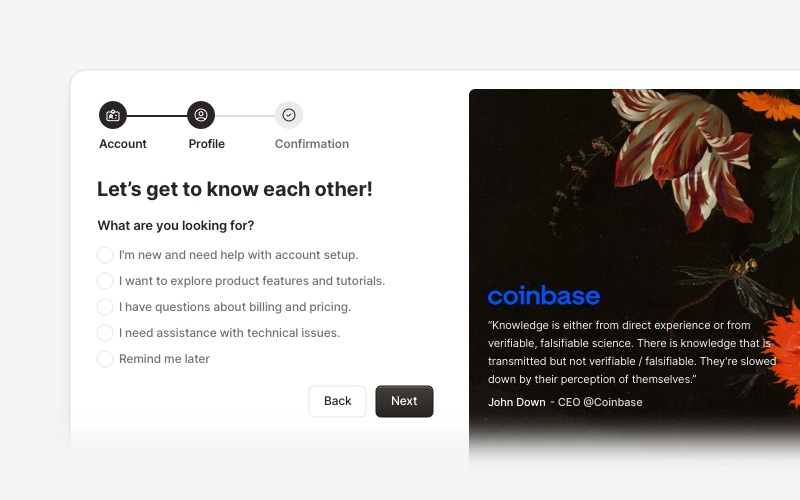 Account
Profile
Confirmation
Let’s get to know each other!
What are you looking for?
I'm new and need help with account setup.
I want to explore product features and tutorials.
I have questions about billing and pricing.
I need assistance with technical issues.
Remind me later
Back
Next
coinbase
“Knowledge is either from direct experience or from
verifiable, falsifiable science. There is knowledge that is
transmitted but not verifiable / falsifiable. They're slowed
down by their perception of themselves.”
John Down - CEO @Coinbase